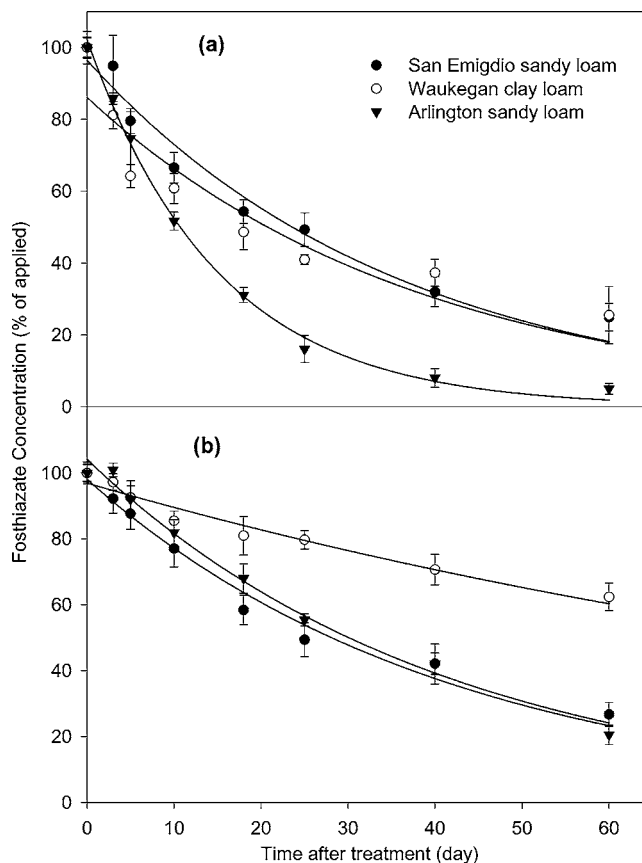 (a)
San Emigdio sandy loam
Waukegan clay loam
Arlington sandy loam
100
80
60
40
20
0
Fosthiazate Concentration (% of applied)
(b)
100
80
60
40
20
0
0 10 20 30 40 50 60
Time after treatment (day)